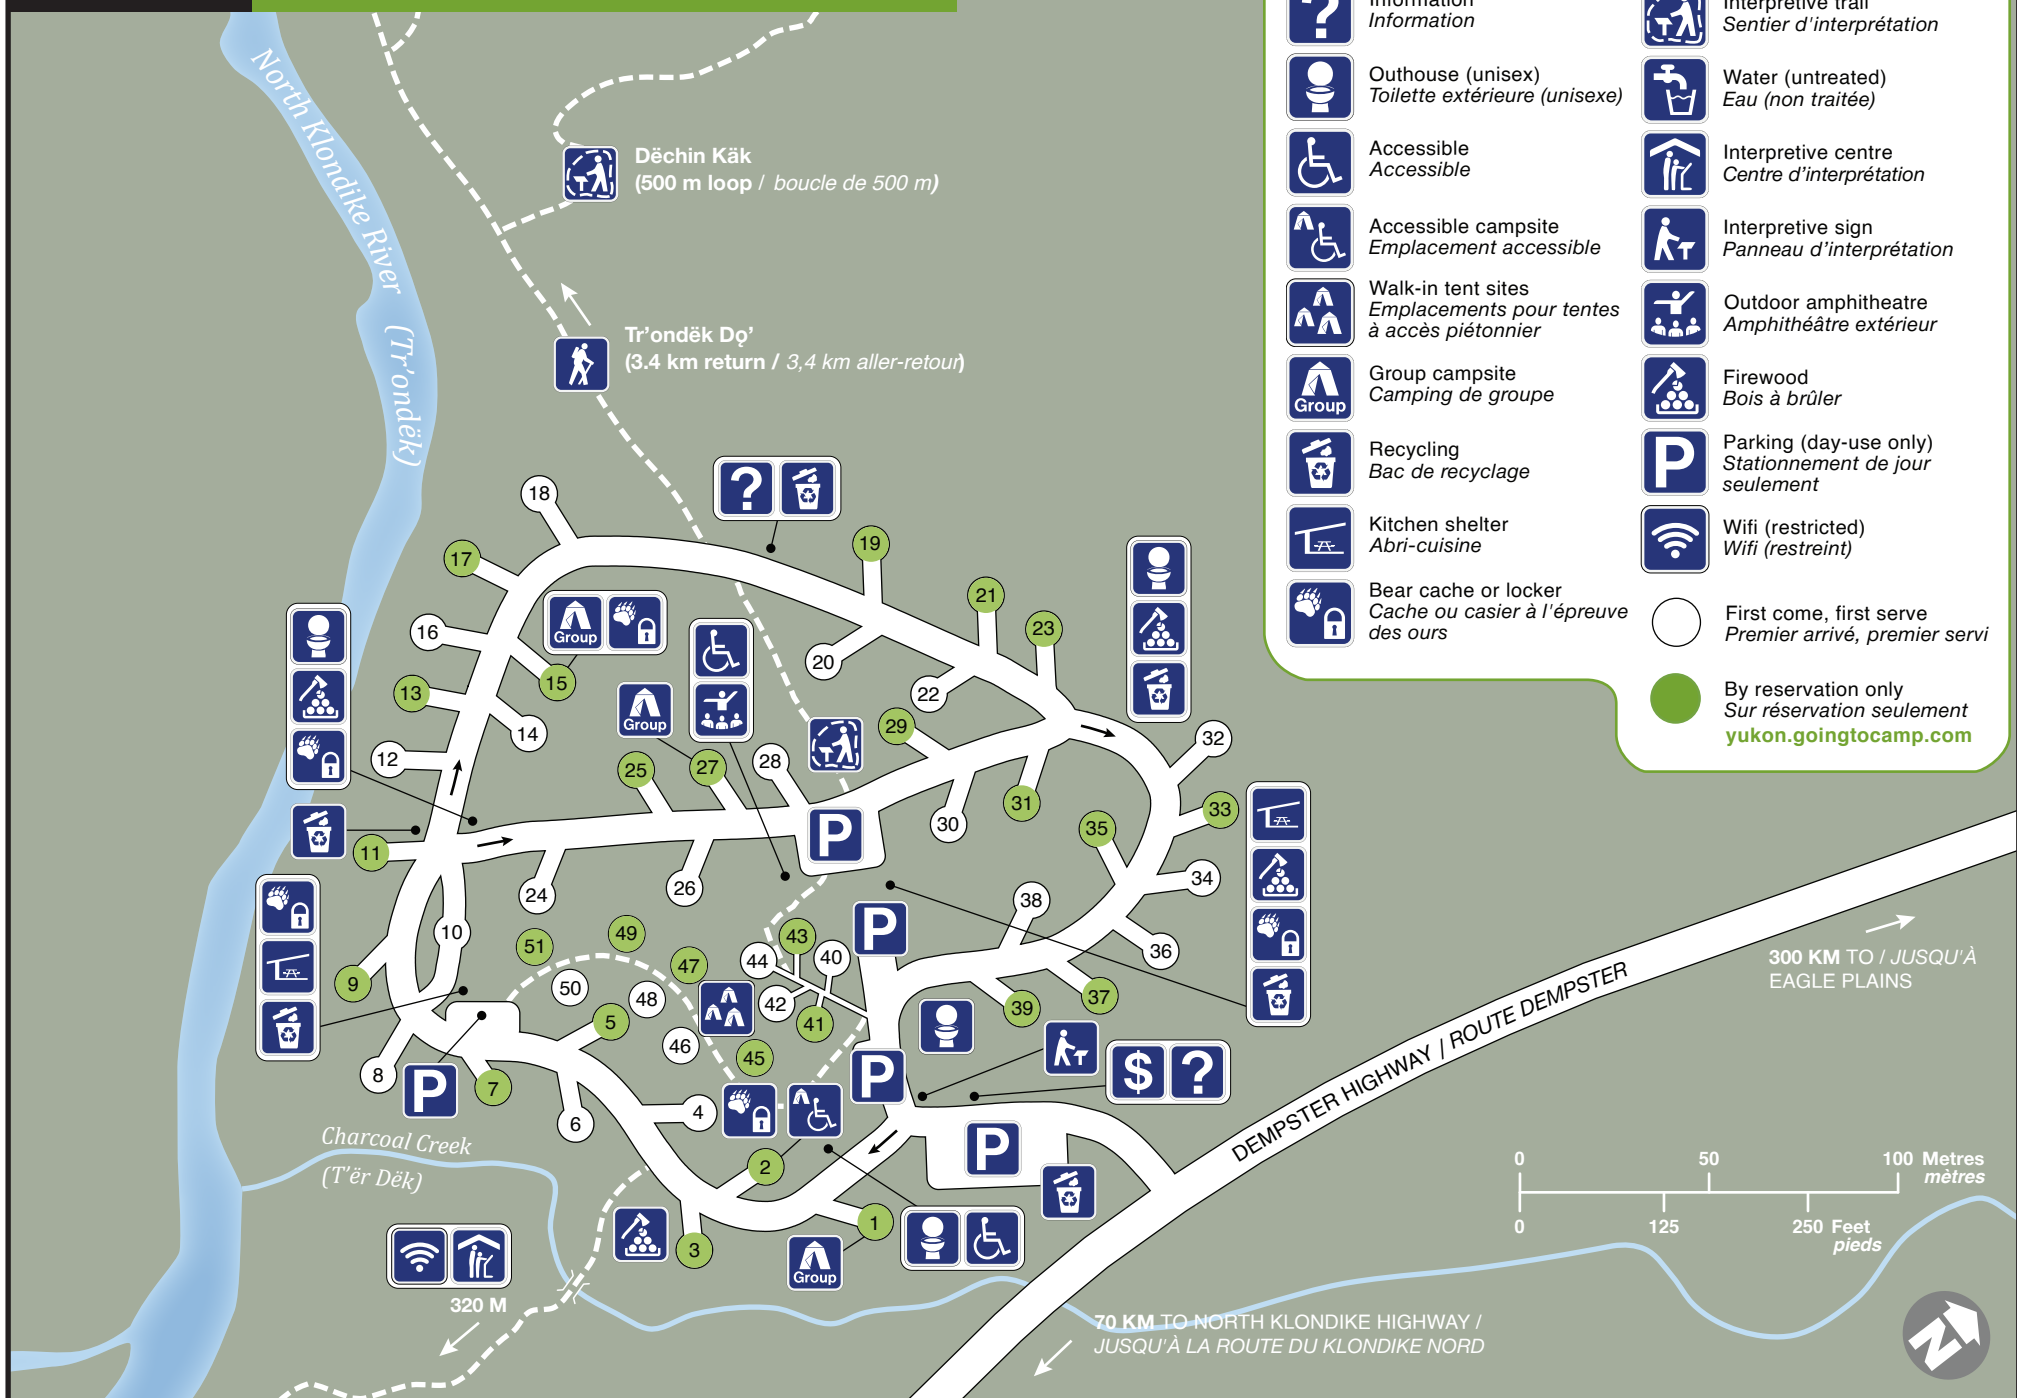 Information
Information
Outhouse (unisex)
Toilette extérieure (unisexe)
Accessible
Accessible
Accessible campsite
Emplacement accessible
Walk-in tent sites
Emplacements pour tentes
à accès piétonnier
Group
Group campsite
Camping de groupe
Recycling
Bac de recyclage
Kitchen shelter
Abri-cuisine
Bear cache or locker
Cache ou casier à l'épreuve
des ours
Interpretive trail
Sentier d'interprétation
Water (untreated)
Eau (non traitée)
Interpretive centre
Centre d'interprétation
Interpretive sign
Panneau d'interprétation
Outdoor amphitheatre
Amphithéâtre extérieur
Firewood
Bois à brûler
P
Parking (day-use only)
Stationnement de jour
seulement
Wifi (restricted)
Wifi (restreint)
First come, first serve
Premier arrivé, premier servi
By reservation only
Sur réservation seulement
yukon.goingtocamp.com
North Klondike River
(Tr'ondëk)
Dëchin Käk
(500 m loop / boucle de 500 m)
Tr'ondëk Dǫ'
(3.4 km return / 3,4 km aller-retour)
?
18
17
19
21
23
16
Group
15
20
22
13
14
Group
12
25
27
28
29
30
31
32
33
11
P
35
24
26
34
10
38
36
51
49
43
P
44
40
47
9
50
48
42
41
39
37
5
46
45
P
8
P
7
6
4
$ ?
2
P
1
3
Group
Charcoal Creek
(T'ër Dëk)
320 M
DEMPSTER HIGHWAY / ROUTE DEMPSTER
300 KM TO / JUSQU'À
EAGLE PLAINS
70 KM TO NORTH KLONDIKE HIGHWAY /
JUSQU'À LA ROUTE DU KLONDIKE NORD
0 50 100 Metres
mètres
0 125 250 Feet
pieds
N